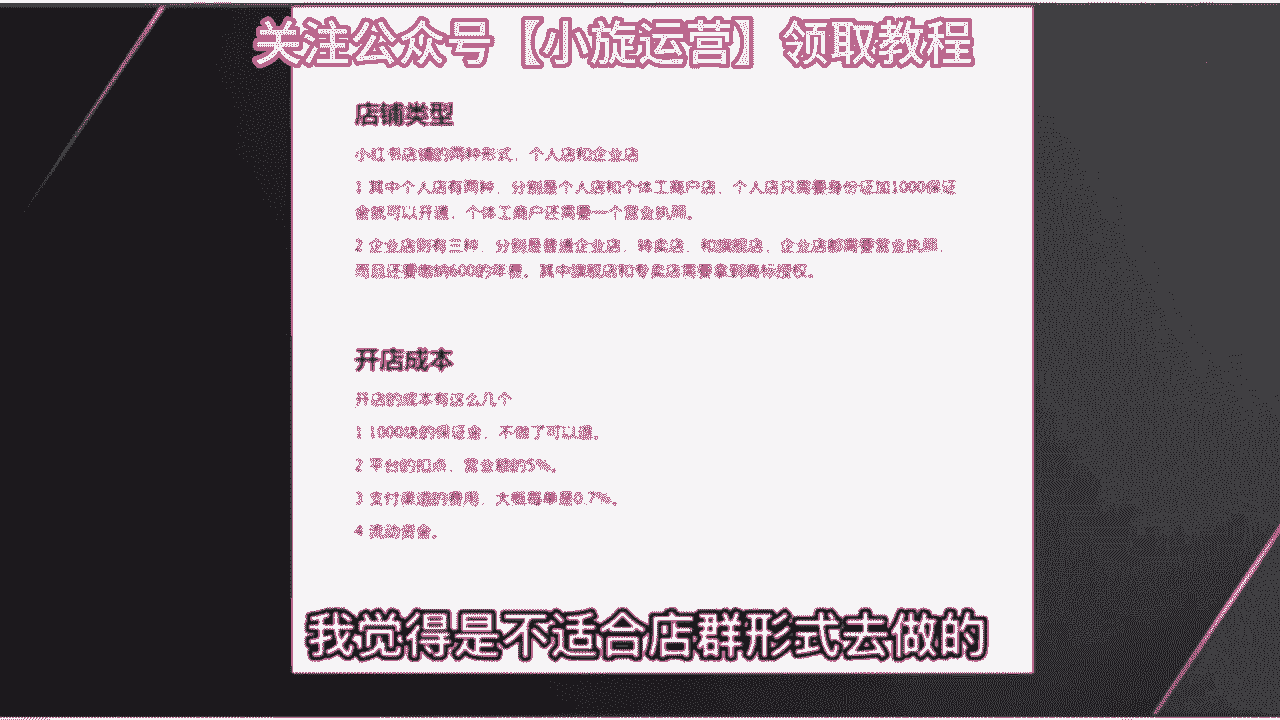 关注公众号【小旋运营】领取教程
店铺类型
小红书店铺的两种形式，个人店和企业店
1 其中个人店有两种，分别是个人店和个体工商户店，个人店只需要身份证加1000保证
金就可以开通，个体工商户还需要一个营业执照。
2 企业店则有三种，分别是普通企业店，转卖店，和旗舰店，企业店都需要营业执照，
而且还要缴纳600的年费。其中旗舰店和专卖店需要拿到商标授权。
开店成本
开店的成本有这么几个
1 1000块的保证金，不做了可以退。
2 平台的扣点，营业额的5%。
3 支付渠道的费用，大概每单是0.7%。
4 流动资金。
我觉得是不适合店群形式去做的